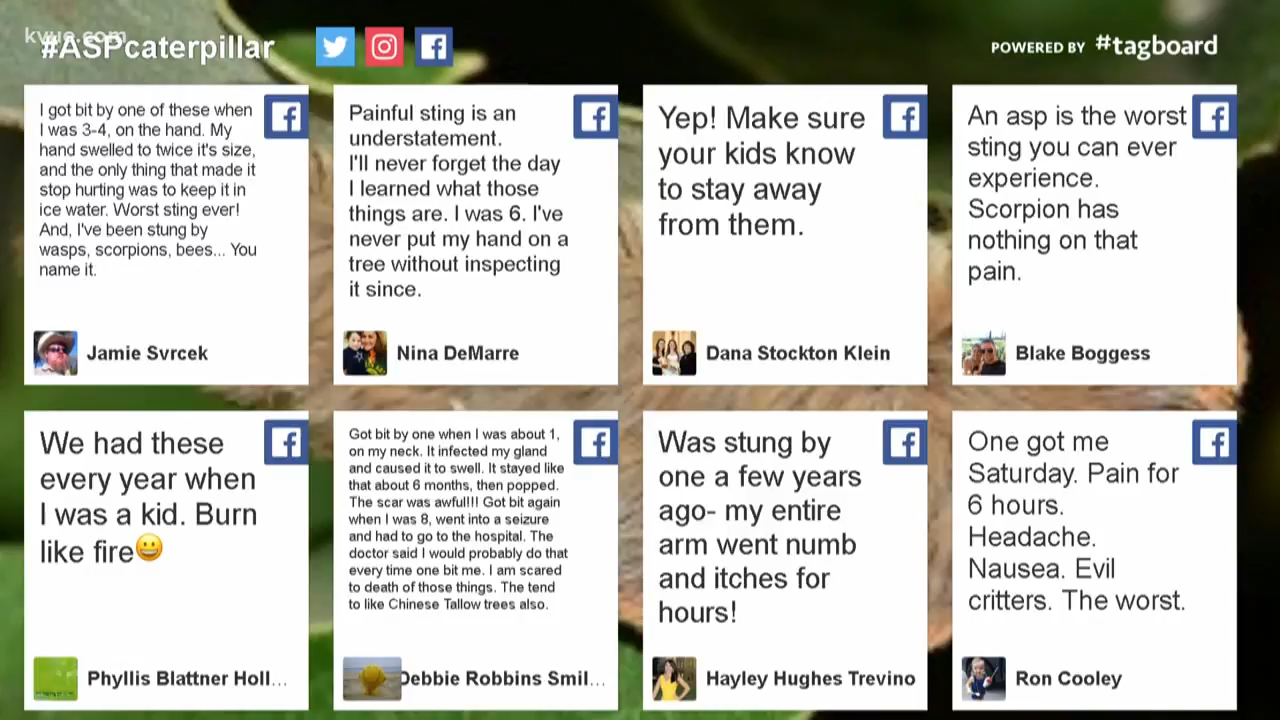 kvue.com
#ASPcaterpillar
POWERED BY #tagboard
I got bit by one of these when
I was 3-4, on the hand. My
hand swelled to twice it's size,
and the only thing that made it
stop hurting was to keep it in
ice water. Worst sting ever!
And, I've been stung by
wasps, scorpions, bees... You
name it.
Jamie Svrcek
Painful sting is an
understatement.
I'll never forget the day
I learned what those
things are. I was 6. I've
never put my hand on a
tree without inspecting
it since.
Nina DeMarre
Yep! Make sure
your kids know
to stay away
from them.
Dana Stockton Klein
An asp is the worst
sting you can ever
experience.
Scorpion has
nothing on that
pain.
Blake Boggess
We had these
every year when
I was a kid. Burn
like fire😀
Phyllis Blattner Holl...
Got bit by one when I was about 1,
on my neck. It infected my gland
and caused it to swell. It stayed like
that about 6 months, then popped.
The scar was awful!!! Got bit again
when I was 8, went into a seizure
and had to go to the hospital. The
doctor said I would probably do that
every time one bit me. I am scared
to death of those things. The tend
to like Chinese Tallow trees also.
Debbie Robbins Smil...
Was stung by
one a few years
ago- my entire
arm went numb
and itches for
hours!
Hayley Hughes Trevino
One got me
Saturday. Pain for
6 hours.
Headache.
Nausea. Evil
critters. The worst.
Ron Cooley